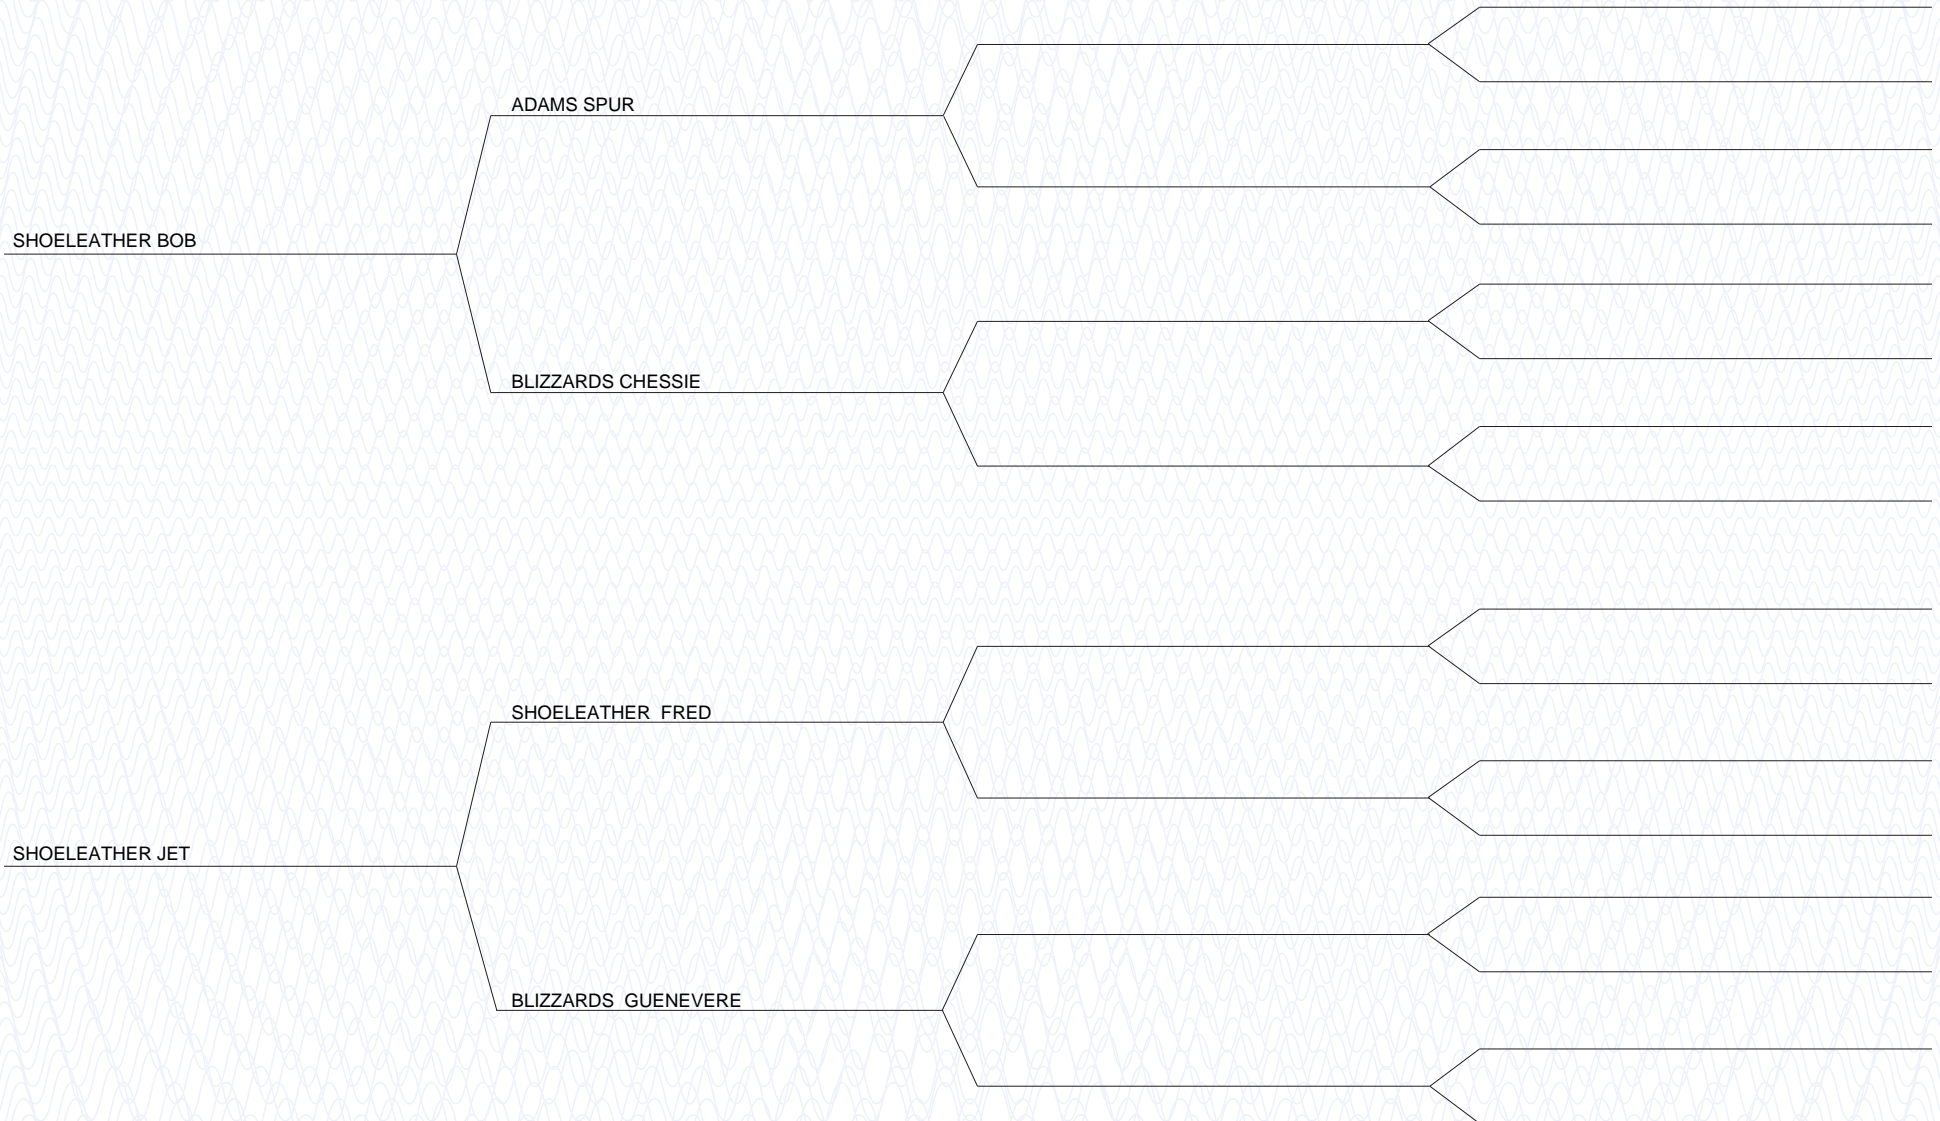 ADAMS SPUR
SHOELEATHER BOB
BLIZZARDS CHESSIE
SHOELEATHER  FRED
SHOELEATHER JET
BLIZZARDS  GUENEVERE